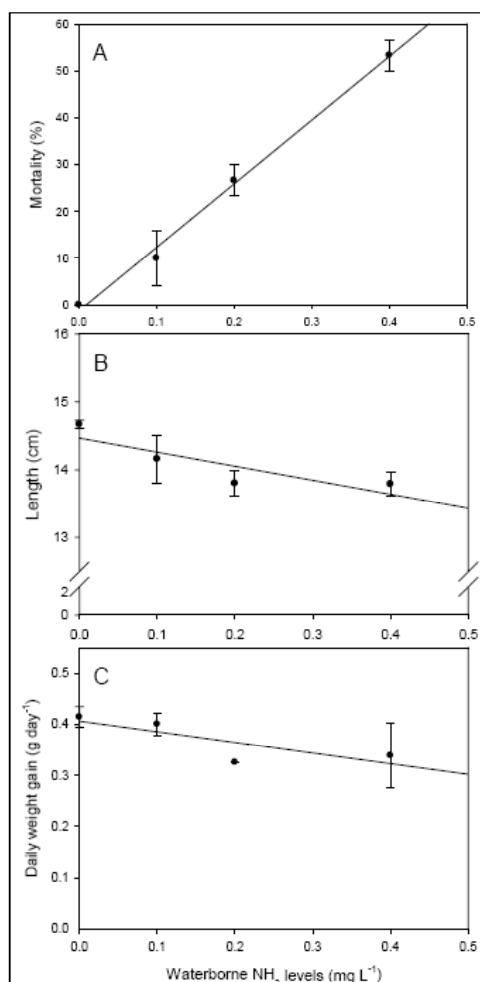 A
Mortality (%)
60
50
40
30
20
10
0
0.0 0.1 0.2 0.3 0.4 0.5
B
Length (cm)
16
15
14
13
2
0
0.0 0.1 0.2 0.3 0.4 0.5
C
Daily weight gain (g day-1)
0.5
0.4
0.3
0.2
0.1
0.0
0.0 0.1 0.2 0.3 0.4 0.5
Waterborne NH3 levels (mg L-1)